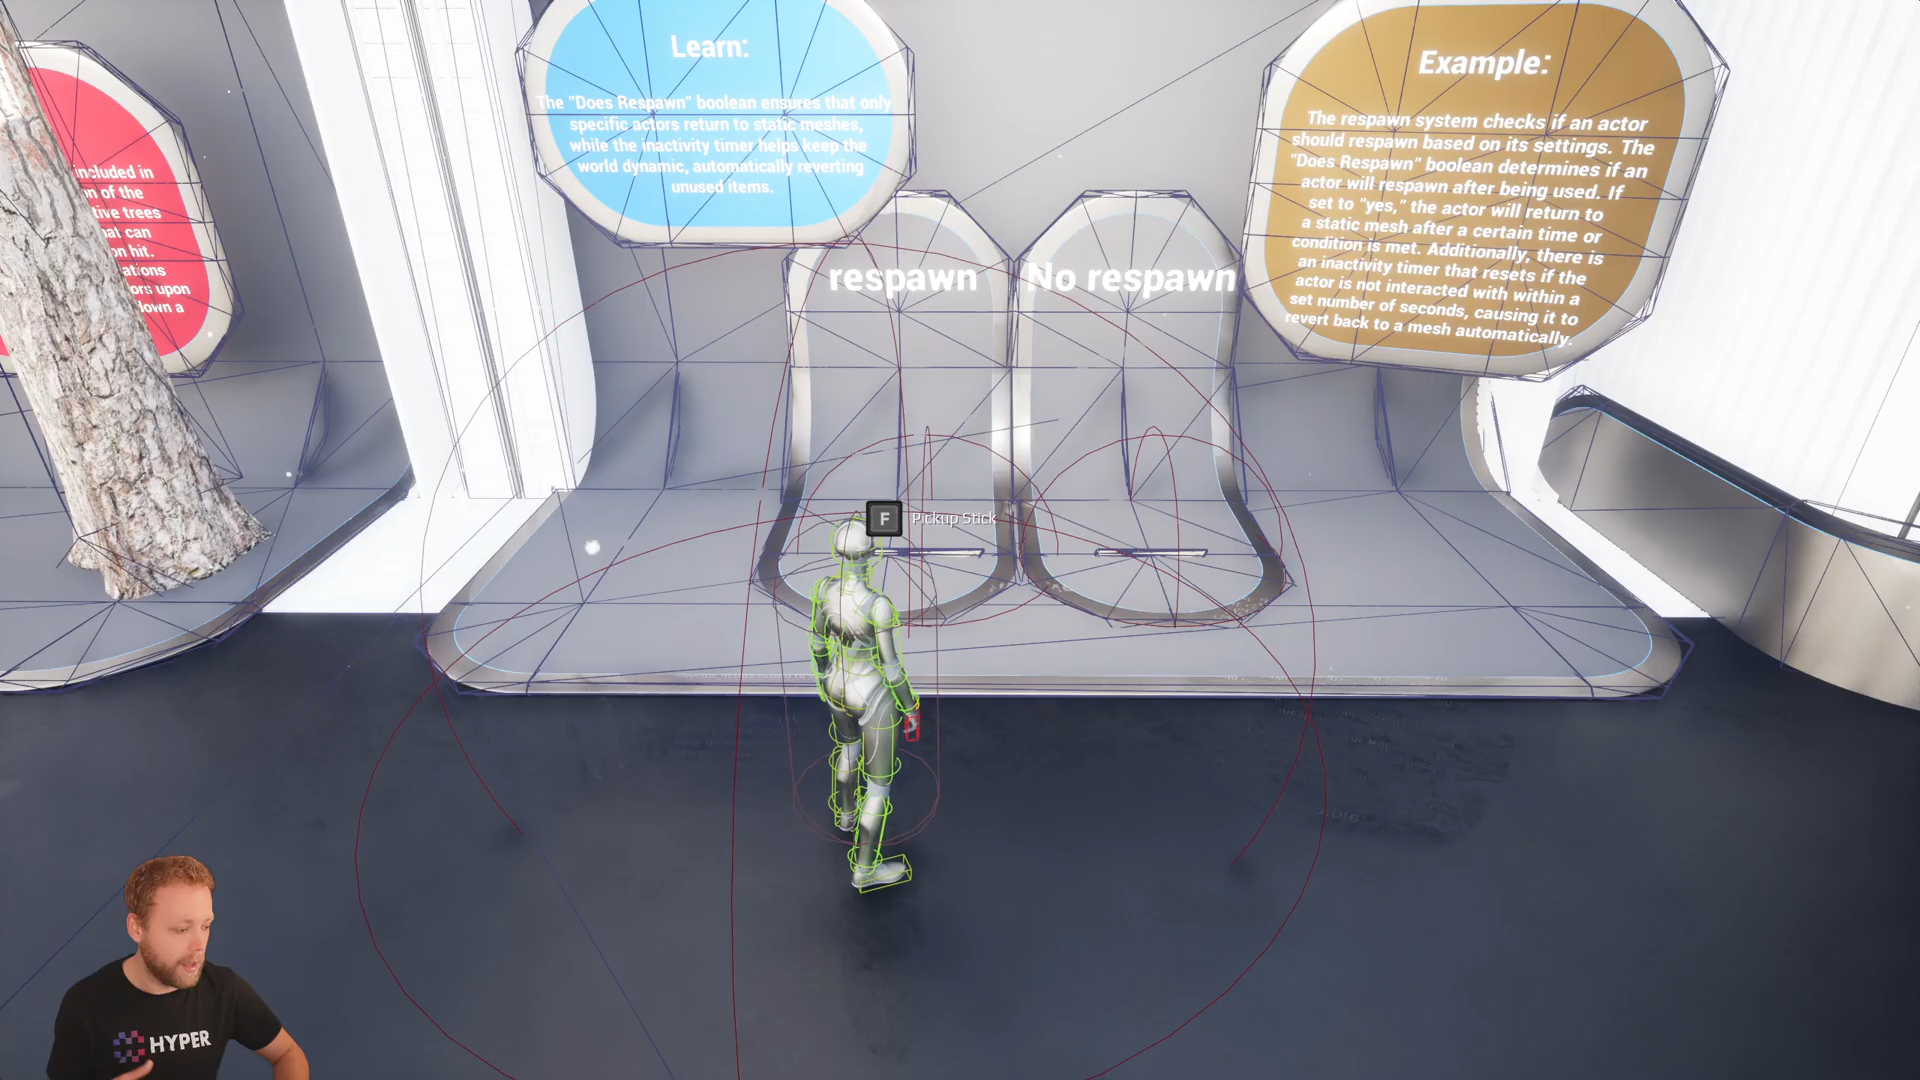 included in
n of the
tive trees
hat can
on hit.
ations
ors upon
down a
Learn:
The "Does Respawn" boolean ensures that only
specific actors return to static meshes,
while the inactivity timer helps keep the
world dynamic, automatically reverting
unused items.
respawn
No respawn
Example:
The respawn system checks if an actor
should respawn based on its settings. The
"Does Respawn" boolean determines if an
actor will respawn after being used. If
set to "yes," the actor will return to
a static mesh after a certain time or
condition is met. Additionally, there is
an inactivity timer that resets if the
actor is not interacted with within a
set number of seconds, causing it to
revert back to a mesh automatically.
F Pickup Stick
HYPER